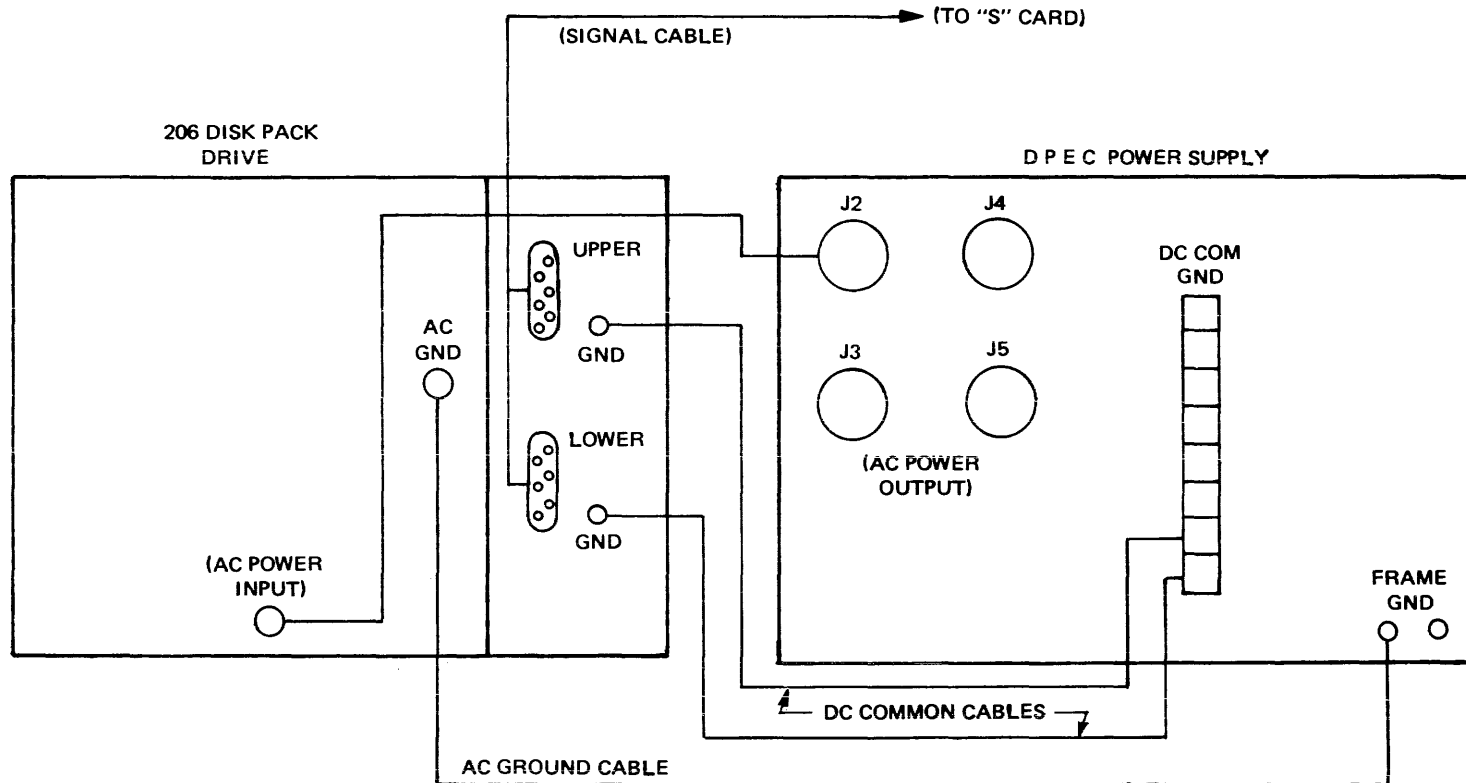 (TO "S" CARD)
(SIGNAL CABLE)
206 DISK PACK
DRIVE
D P E C POWER SUPPLY
UPPER
GND
AC
GND
LOWER
GND
(AC POWER
INPUT)
J2
J4
J3
J5
(AC POWER
OUTPUT)
DC COM
GND
FRAME
GND
DC COMMON CABLES
AC GROUND CABLE